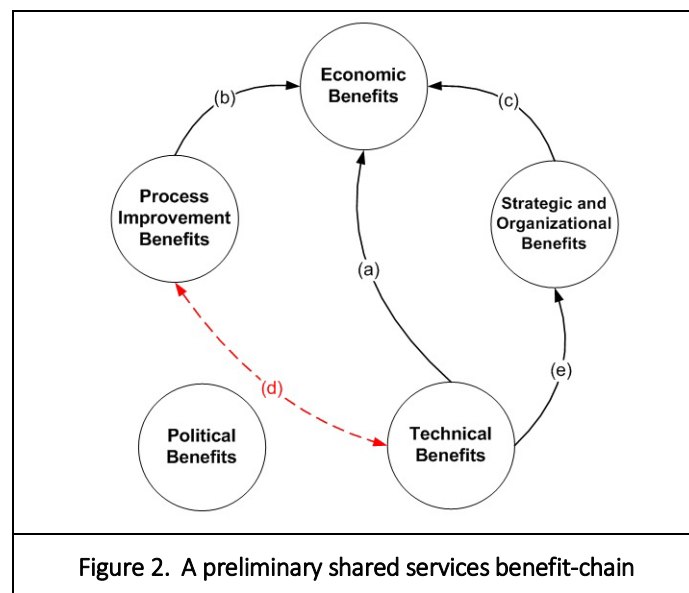 Economic
Benefits
(b)
(c)
Process
Improvement
Benefits
Strategic and
Organizational
Benefits
(a)
(e)
(d)
Political
Benefits
Technical
Benefits
Figure 2. A preliminary shared services benefit-chain